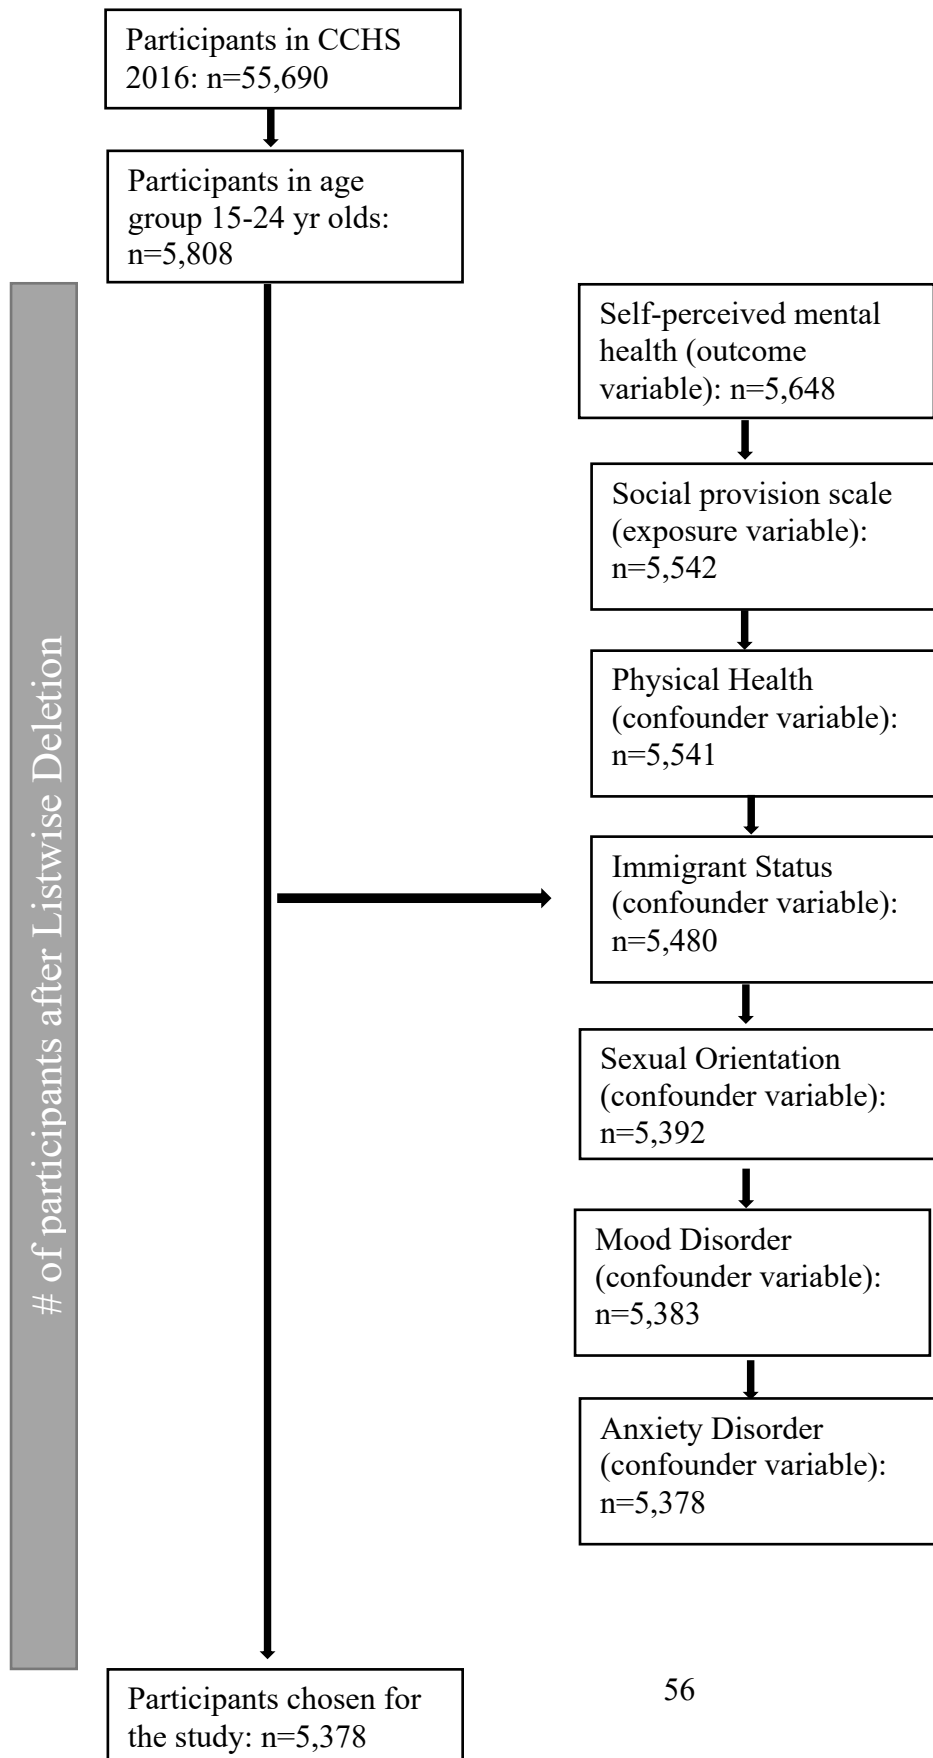 Participants in CCHS
2016: n=55,690
Participants in age
group 15-24 yr olds:
n=5,808
# of participants after Listwise Deletion
Self-perceived mental
health (outcome
variable): n=5,648
Social provision scale
(exposure variable):
n=5,542
Physical Health
(confounder variable):
n=5,541
Immigrant Status
(confounder variable):
n=5,480
Sexual Orientation
(confounder variable):
n=5,392
Mood Disorder
(confounder variable):
n=5,383
Anxiety Disorder
(confounder variable):
n=5,378
Participants chosen for
the study: n=5,378
56